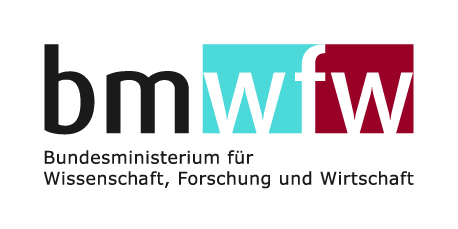 bmwfw
Bundesministerium für
Wissenschaft, Forschung und Wirtschaft